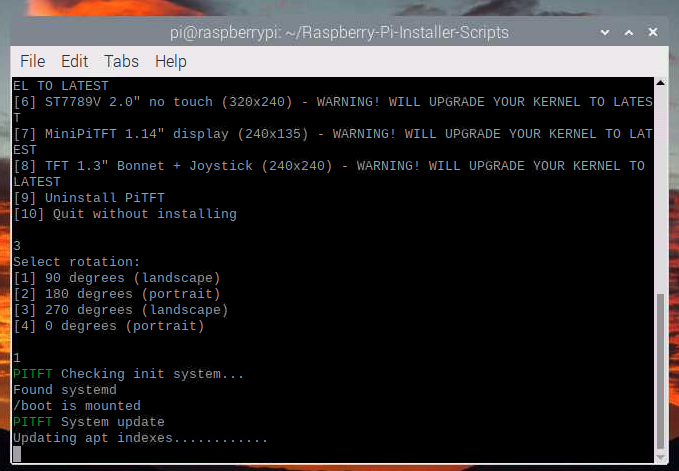 pi@raspberrypi: ~/Raspberry-Pi-Installer-Scripts
File Edit Tabs Help
EL TO LATEST
[6] ST7789V 2.0" no touch (320x240) - WARNING! WILL UPGRADE YOUR KERNEL TO LATES
T
[7] MiniPiTFT 1.14" display (240x135) - WARNING! WILL UPGRADE YOUR KERNEL TO LAT
EST
[8] TFT 1.3" Bonnet + Joystick (240x240) - WARNING! WILL UPGRADE YOUR KERNEL TO
LATEST
[9] Uninstall PiTFT
[10] Quit without installing
3
Select rotation:
[1] 90 degrees (landscape)
[2] 180 degrees (portrait)
[3] 270 degrees (landscape)
[4] 0 degrees (portrait)
1
PITFT Checking init system...
Found systemd
/boot is mounted
PITFT System update
Updating apt indexes............